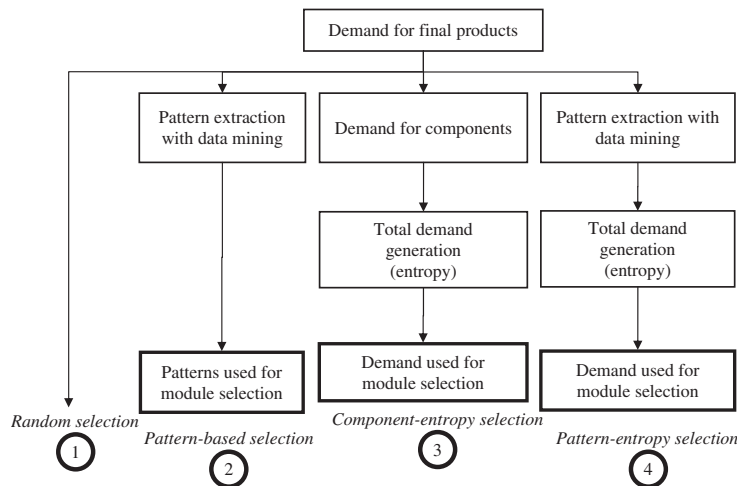 Demand for final products
Pattern extraction
with data mining
Demand for components
Pattern extraction with
data mining
Total demand
generation
(entropy)
Total demand
generation
(entropy)
Patterns used for
module selection
Demand used for
module selection
Demand used for
module selection
Random selection
1
Pattern-based selection
2
Component-entropy selection
3
Pattern-entropy selection
4